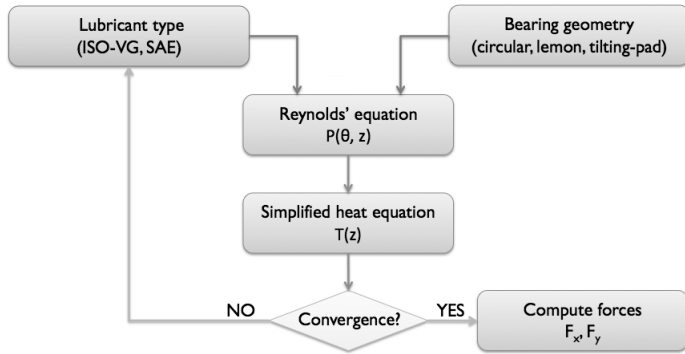 Lubricant type
(ISO-VG, SAE)
Bearing geometry
(circular, lemon, tilting-pad)
Reynolds' equation
P(θ, z)
Simplified heat equation
T(z)
NO
Convergence?
YES
Compute forces
Fₓ, Fᵧ